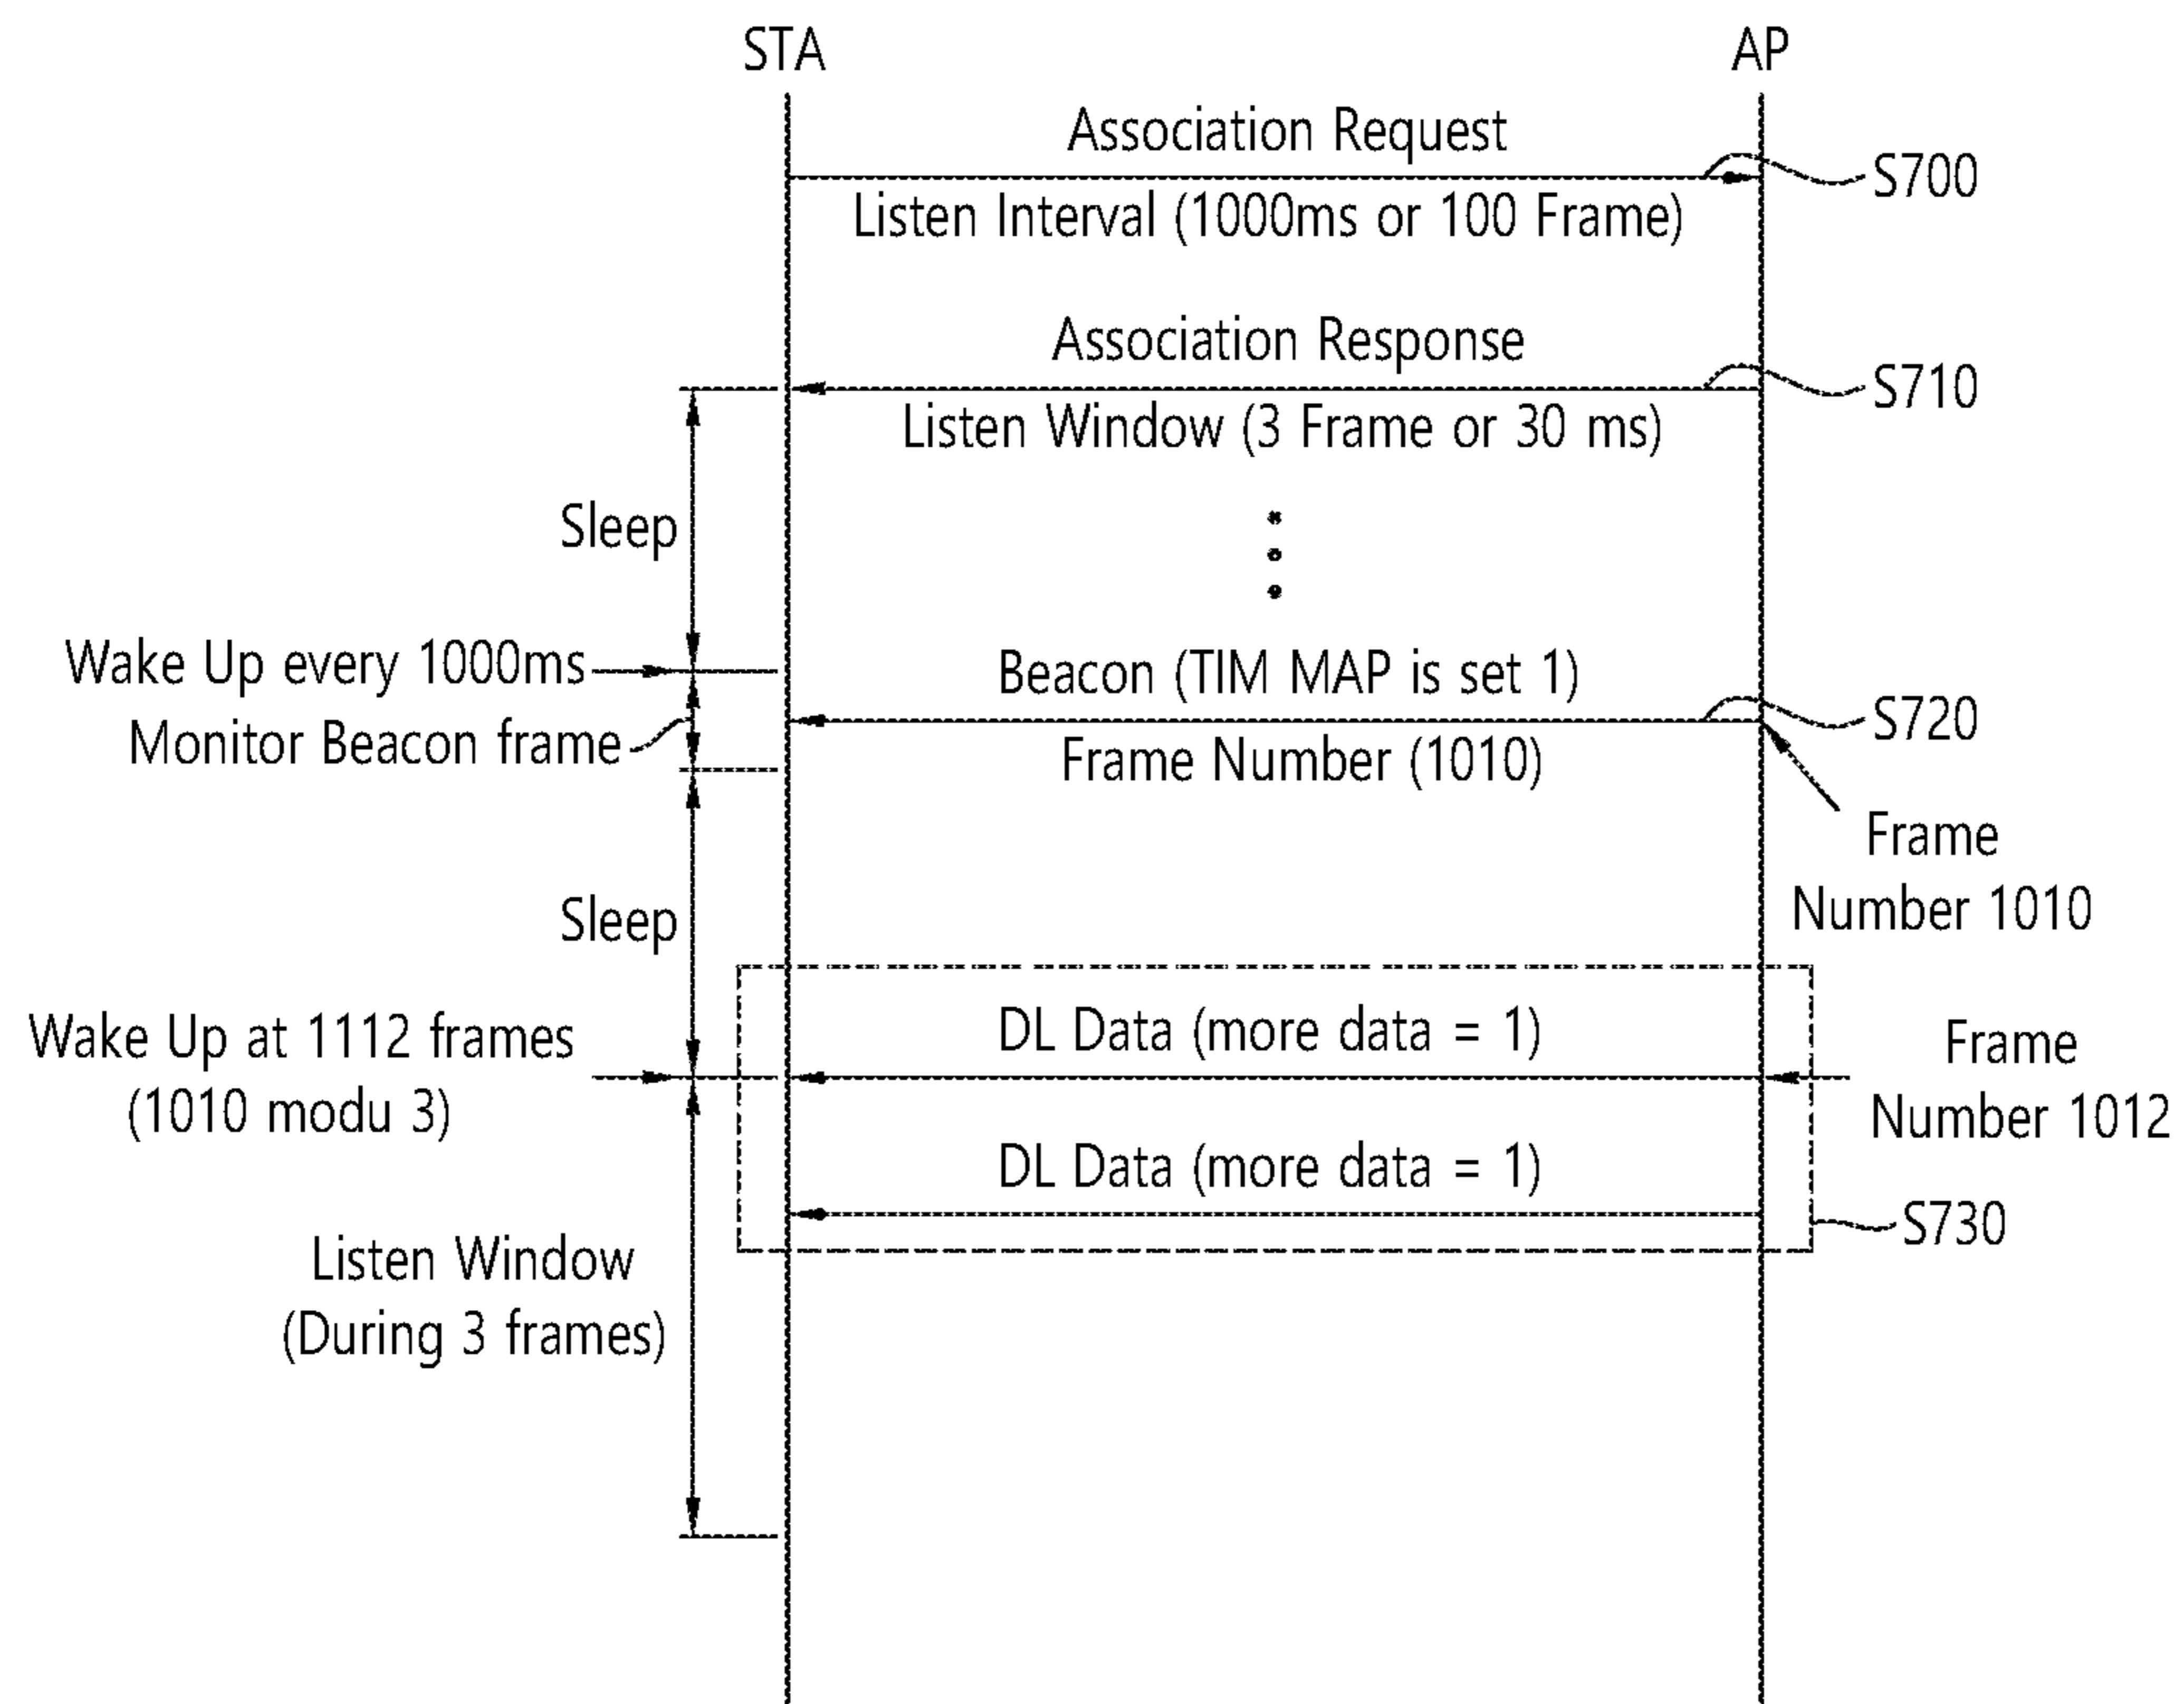 STA
AP
Association Request
S700
Listen Interval (1000ms or 100 Frame)
Association Response
S710
Listen Window (3 Frame or 30 ms)
Sleep
Wake Up every 1000ms
Beacon (TIM MAP is set 1)
S720
Monitor Beacon frame
Frame Number (1010)
Frame
Number 1010
Sleep
Wake Up at 1112 frames
(1010 modu 3)
DL Data (more data = 1)
Frame
Number 1012
DL Data (more data = 1)
S730
Listen Window
(During 3 frames)